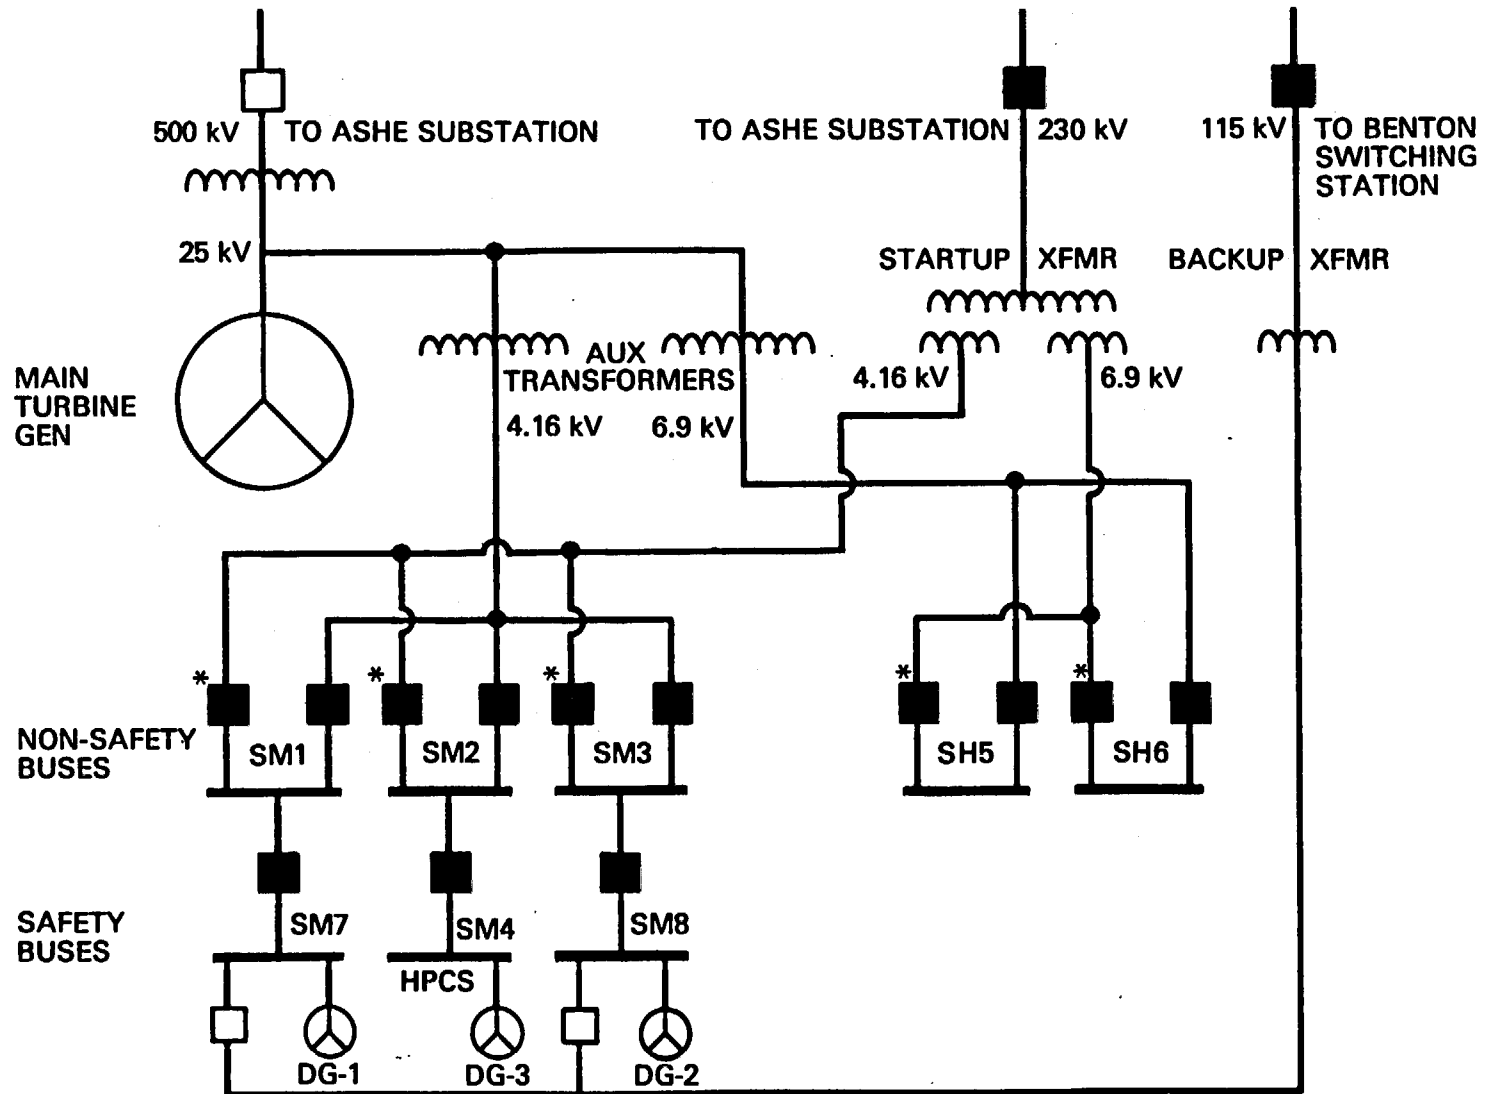 500 kV
TO ASHE SUBSTATION
TO ASHE SUBSTATION
230 kV
115 kV
TO BENTON
SWITCHING
STATION
25 kV
STARTUP
XFMR
BACKUP
XFMR
MAIN
TURBINE
GEN
AUX
TRANSFORMERS
4.16 kV
6.9 kV
4.16 kV
6.9 kV
*
*
*
*
*
NON-SAFETY
BUSES
SM1
SM2
SM3
SH5
SH6
SAFETY
BUSES
SM7
SM4
SM8
HPCS
DG-1
DG-3
DG-2